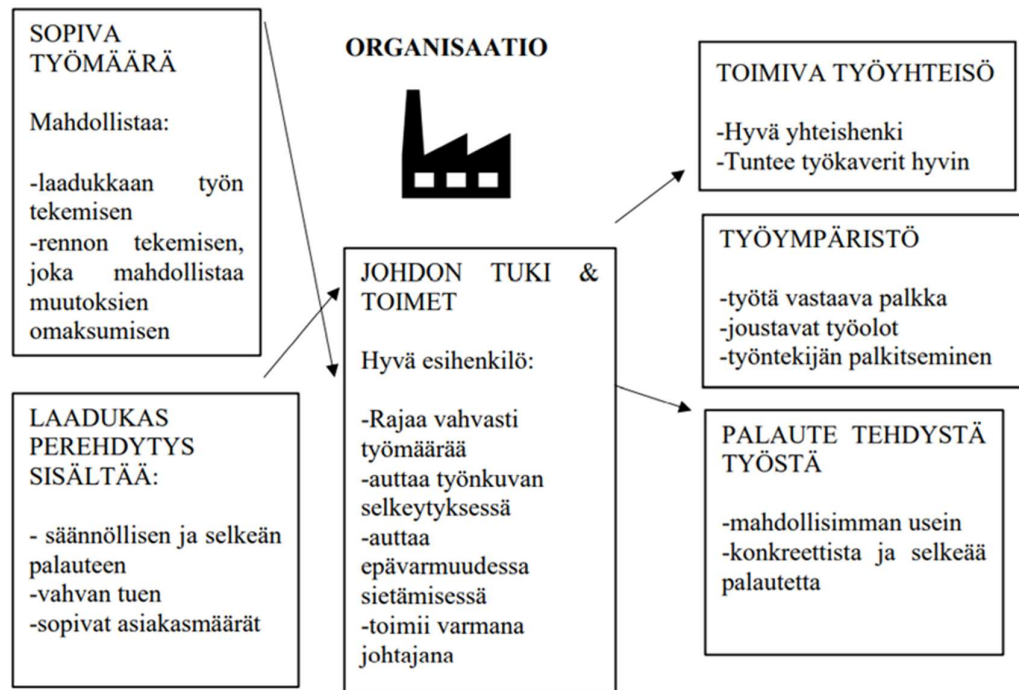 SOPIVA
TYÖMÄÄRÄ
Mahdollistaa:
-laadukkaan työn
tekemisen
-rennon tekemisen,
joka mahdollistaa
muutoksien
omaksumisen
LAADUKAS
PEREHDYTYS
SISÄLTÄÄ:
- säännöllisen ja selkeän
palauteen
-vahvan tuen
-sopivat asiakasmäärät
ORGANISAATIO
JOHDON TUKI &
TOIMET
Hyvä esihenkilö:
-Rajaa vahvasti
työmäärää
-auttaa työnkuvan
selkeytyksessä
-auttaa
epävarmuudessa
sietämisessä
-toimii varmana
johtajana
TOIMIVA TYÖYHTEISÖ
-Hyvä yhteishenki
-Tuntee työkaverit hyvin
TYÖYMPÄRISTÖ
-työtä vastaava palkka
-joustavat työolot
-työntekijän palkitseminen
PALAUTE TEHDYSTÄ
TYÖSTÄ
-mahdollisimman usein
-konkreettista ja selkeää
palautetta